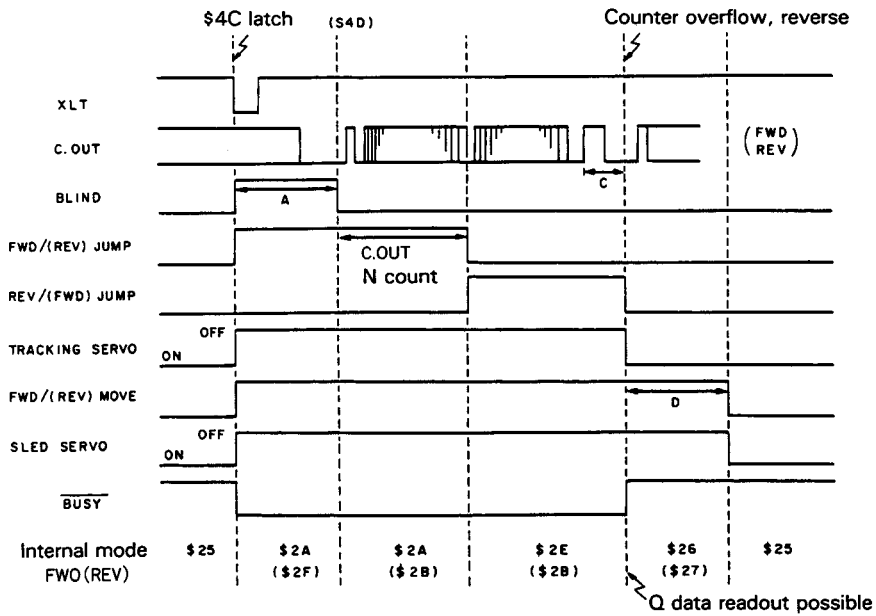 $4C latch
($4D)
Counter overflow, reverse
XLT
C.OUT
(FWD
REV)
C
BLIND
A
FWD/(REV) JUMP
C.OUT
N count
REV/(FWD) JUMP
OFF
TRACKING SERVO
ON
FWD/(REV) MOVE
D
OFF
SLED SERVO
ON
BUSY
Internal mode $25 $2A $2A $2E $26 $25
FWO(REV) ($2F) ($2B) ($2B) ($27)
Q data readout possible